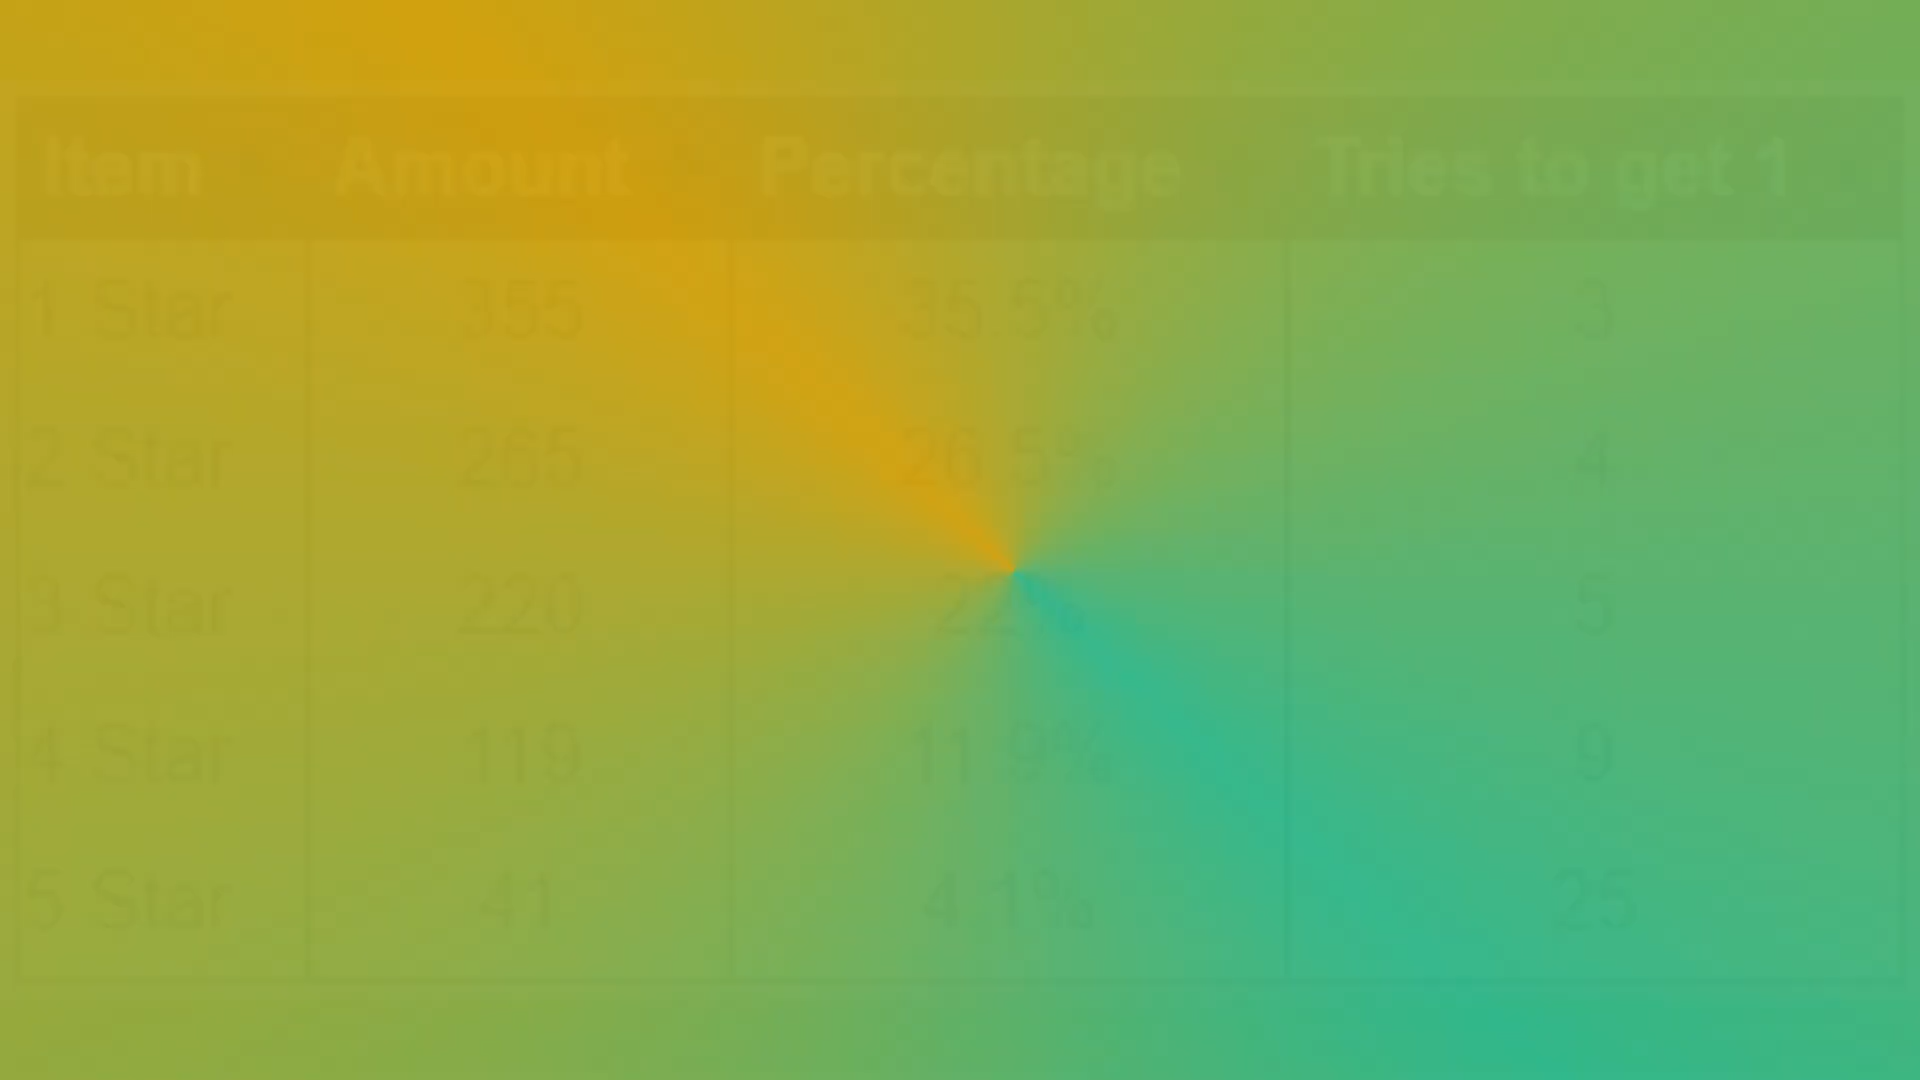 Item Amount Percentage Tries to get 1
1 Star 355 35.5% 3
2 Star 265 26.5% 4
3 Star 220 22% 5
4 Star 119 11.9% 9
5 Star 41 4.1% 25